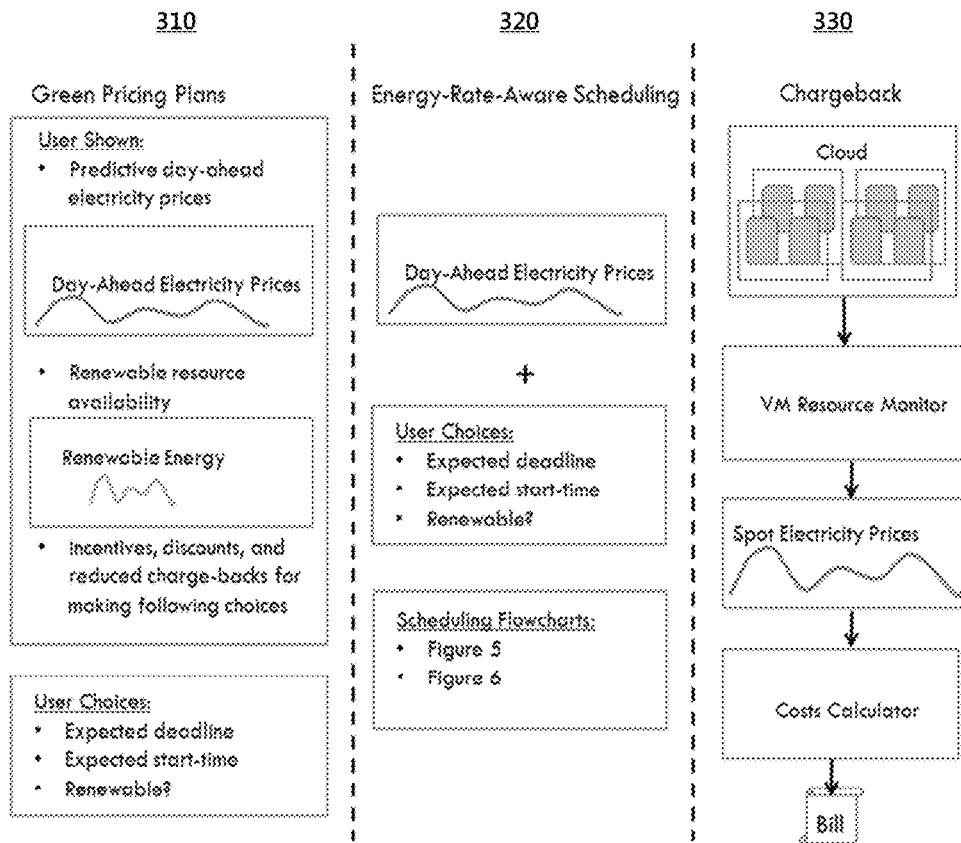 310
320
330
Green Pricing Plans
User Shown:
• Predictive day-ahead
electricity prices
Day-Ahead Electricity Prices
• Renewable resource
availability
Renewable Energy
• Incentives, discounts, and
reduced charge-backs for
making following choices
User Choices:
• Expected deadline
• Expected start-time
• Renewable?
Energy-Rate-Aware Scheduling
Day-Ahead Electricity Prices
+
User Choices:
• Expected deadline
• Expected start-time
• Renewable?
Scheduling Flowcharts:
• Figure 5
• Figure 6
Chargeback
Cloud
VM Resource Monitor
Spot Electricity Prices
Costs Calculator
Bill